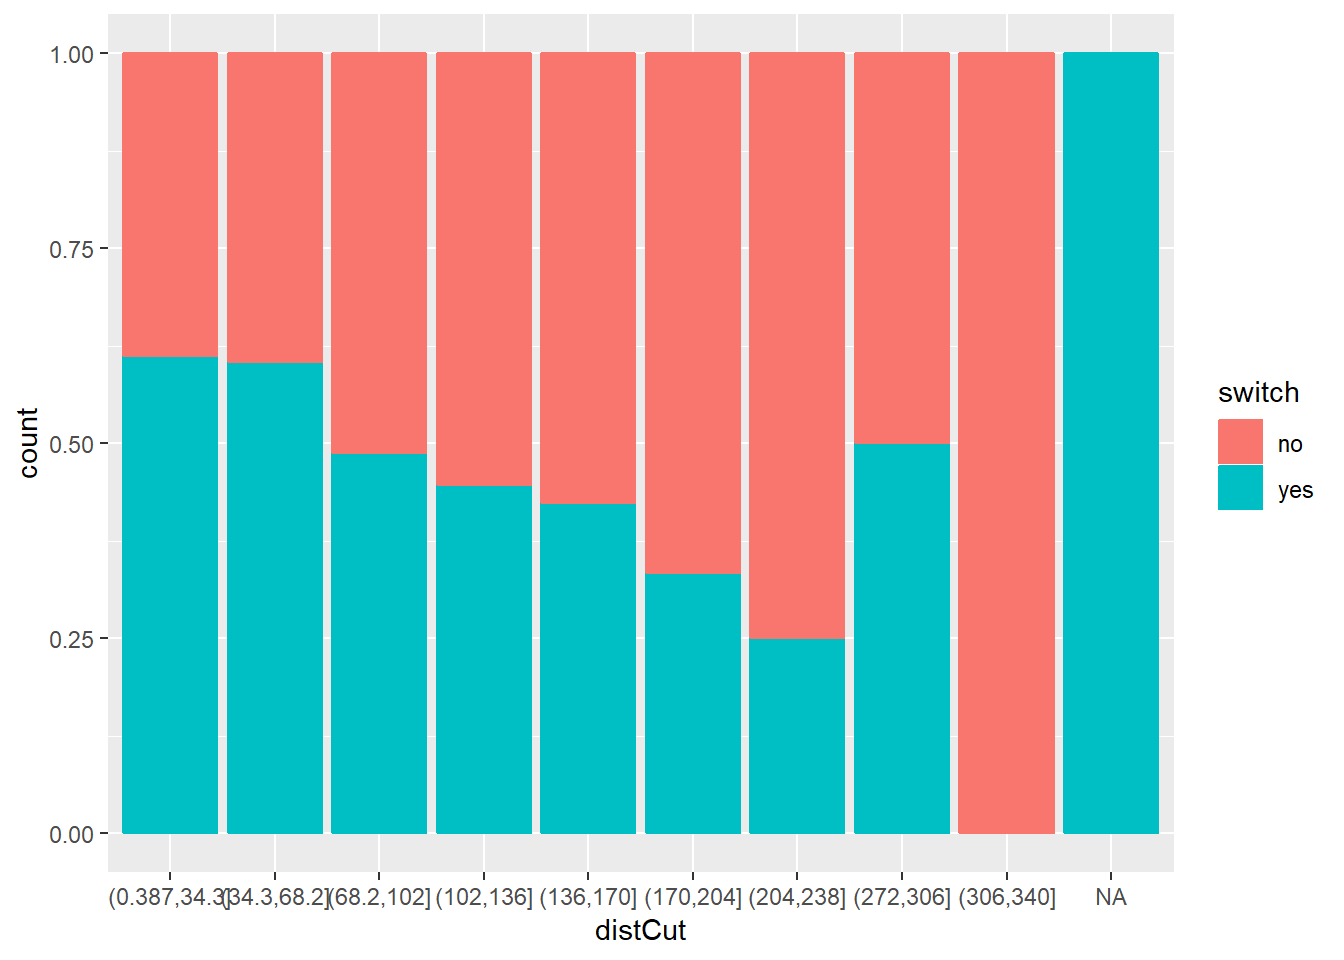 1.00
0.75
0.50
0.25
0.00
count
(0.387,34.3] (34.3,68.2] (68.2,102] (102,136] (136,170] (170,204] (204,238] (272,306] (306,340] NA
distCut
switch
no
yes